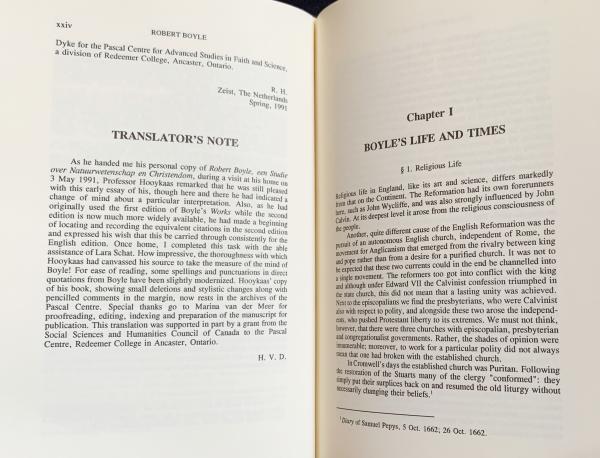 xxiv
ROBERT BOYLE
Dyke for the Pascal Centre for Advanced Studies in Faith and Science,
a division of Redeemer College, Ancaster, Ontario.
R. H.
Zeist, The Netherlands
Spring, 1991
TRANSLATOR'S NOTE
As he handed me his personal copy of Robert Boyle, een Studie
over Natuurwetenschap en Christendom, during a visit at his home on
3 May 1991, Professor Hooykaas remarked that he was still pleased
with this early essay of his, though here and there he had indicated a
change of mind about a particular interpretation. Also, as he had
originally used the first edition of Boyle's Works while the second
edition is now much more widely available, he had made a beginning
of locating and recording the equivalent citations in the second edition
and expressed his wish that this be carried through consistently for the
English edition. Once home, I completed this task with the able
assistance of Lara Schat. How impressive, the thoroughness with which
Hooykaas had canvassed his source to take the measure of the mind of
Boyle! For ease of reading, some spellings and punctuations in direct
quotations from Boyle have been slightly modernized. Hooykaas' copy
of his book, showing small deletions and stylistic changes along with
pencilled comments in the margin, now rests in the archives of the
Pascal Centre. Special thanks go to Marina van der Meer for
proofreading, editing, indexing and preparation of the manuscript for
publication. This translation was supported in part by a grant from the
Social Sciences and Humanities Council of Canada to the Pascal
Centre, Redeemer College in Ancaster, Ontario.
H. V. D.
Chapter I
BOYLE'S LIFE AND TIMES
§ 1. Religious Life
Religious life in England, like its art and science, differs markedly
from that on the Continent. The Reformation had its own forerunners
here, such as John Wycliffe, and was also strongly influenced by John
Calvin. At its deepest level it arose from the religious consciousness of
the people.
Another, quite different cause of the English Reformation was the
pursuit of an autonomous English church, independent of Rome, the
movement for Anglicanism that emerged from the rivalry between king
and pope rather than from a desire for a purified church. It was not to
be expected that these two currents could in the end be channelled into
a single movement. The reformers too got into conflict with the king
and although under Edward VII the Calvinist confession triumphed in
the state church, this did not mean that a lasting unity was achieved.
Next to the episcopalians we find the presbyterians, who were Calvinist
also with respect to polity, and alongside these two arose the independ-
ents, who pushed Protestant liberty to its extremes. We must not think,
however, that there were three churches with episcopalian, presbyterian
and congregational governments. Rather, the shades of opinion were
innumerable; moreover, to work for a particular polity did not always
mean that one had broken with the established church.
In Cromwell's days the established church was Puritan. Following
the restoration of the Stuarts many of the clergy "conformed": they
simply put their surplices back on and resumed the old liturgy without
necessarily changing their beliefs.¹
¹Diary of Samuel Pepys, 5 Oct. 1662; 26 Oct. 1662.